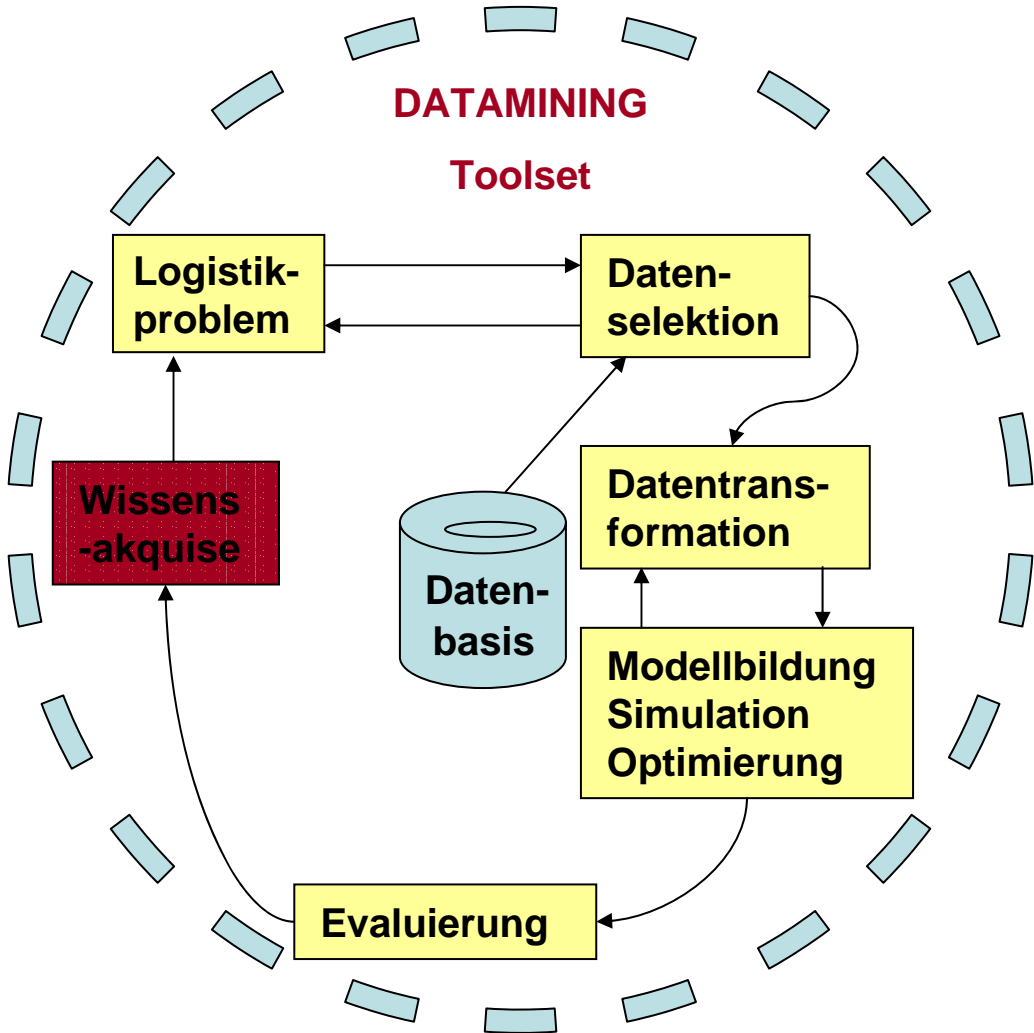 DATAMINING
Toolset
Logistik-
problem
Daten-
selektion
Wissens
-akquise
Datentrans-
formation
Daten-
basis
Modellbildung
Simulation
Optimierung
Evaluierung